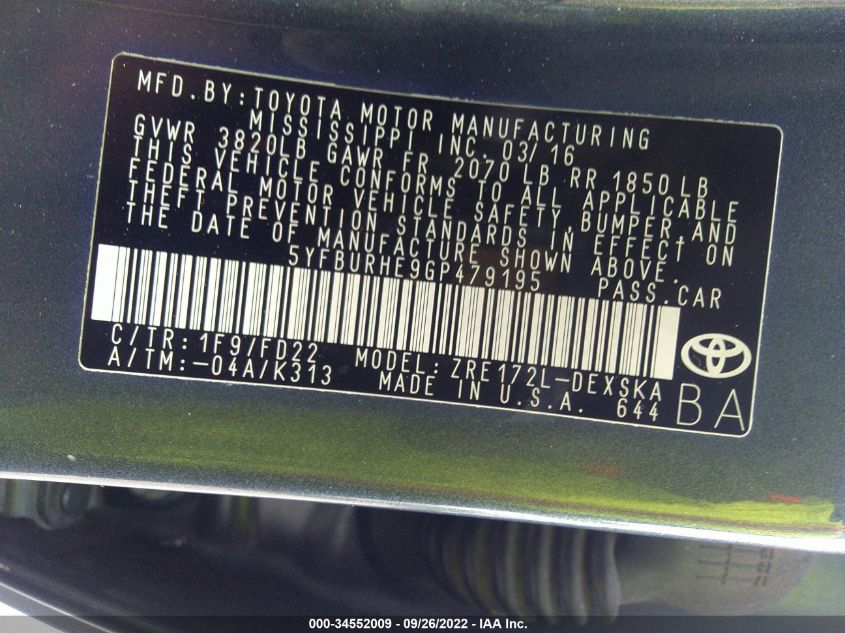 MFD.BY:TOYOTA MOTOR MANUFACTURING
MISSISSIPPI INC. 03/16
GVWR 3820LB GAWR FR 2070 LB RR 1850 LB
THIS VEHICLE CONFORMS TO ALL APPLICABLE
FEDERAL MOTOR VEHICLE SAFETY,BUMPER,AND
THEFT PREVENTION STANDARDS IN EFFECT ON
THE DATE OF MANUFACTURE SHOWN ABOVE.
5YFBURHE9GP479195 PASS.CAR
C/TR:1F9/FD22 MODEL:ZRE172L-DEXSKA
A/TM:-04A/K313 MADE IN U.S.A. 644
BA
000-34552009 - 09/26/2022 - IAA Inc.